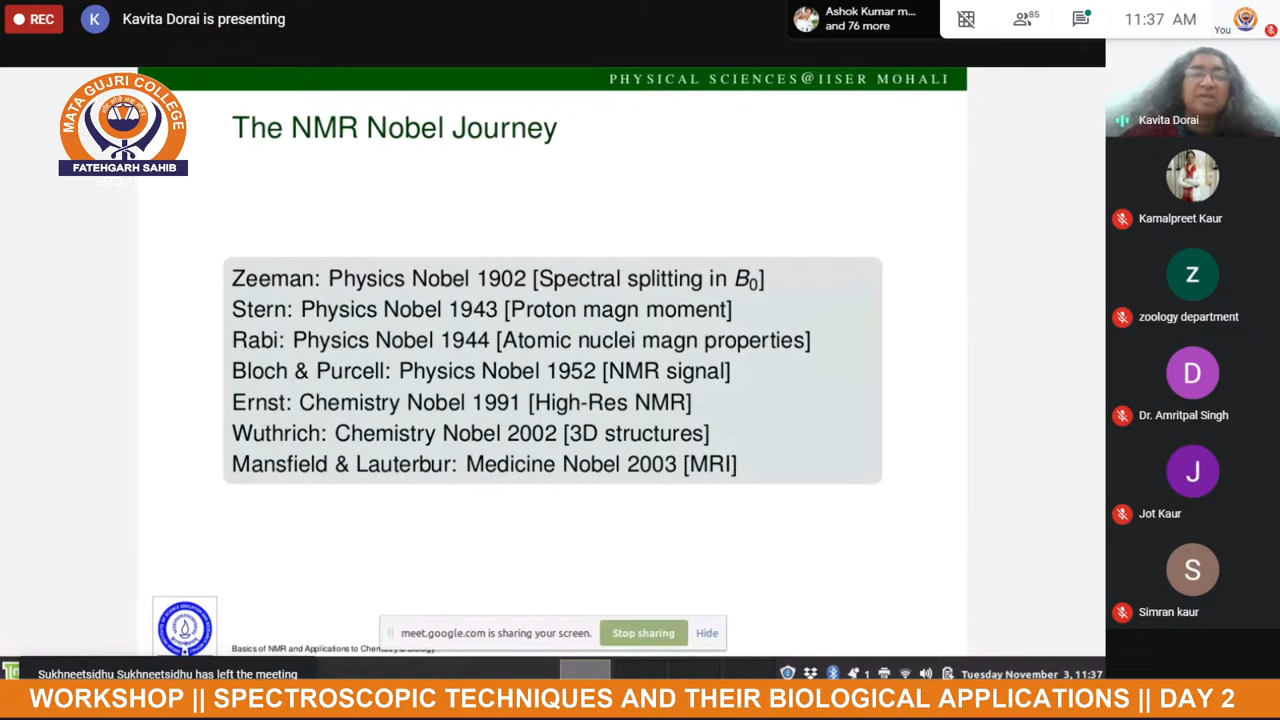 REC
K
Kavita Dorai is presenting
Ashok Kumar m...
and 76 more
85
11:37 AM
You
PHYSICAL SCIENCES@IISER MOHALI
MATA GUJRI COLLEGE
FATEHGARH SAHIB
The NMR Nobel Journey
Zeeman: Physics Nobel 1902 [Spectral splitting in B0]
Stern: Physics Nobel 1943 [Proton magn moment]
Rabi: Physics Nobel 1944 [Atomic nuclei magn properties]
Bloch & Purcell: Physics Nobel 1952 [NMR signal]
Ernst: Chemistry Nobel 1991 [High-Res NMR]
Wuthrich: Chemistry Nobel 2002 [3D structures]
Mansfield & Lauterbur: Medicine Nobel 2003 [MRI]
Kavita Dorai
Kamalpreet Kaur
Z
zoology department
D
Dr. Amritpal Singh
J
Jot Kaur
S
Simran kaur
meet.google.com is sharing your screen.
Stop sharing
Hide
Basics of NMR and Applications to Chemistry & Biology
Sukhneetsidhu Sukhneetsidhu has left the meeting
1
Tuesday November 3, 11:37
WORKSHOP || SPECTROSCOPIC TECHNIQUES AND THEIR BIOLOGICAL APPLICATIONS || DAY 2